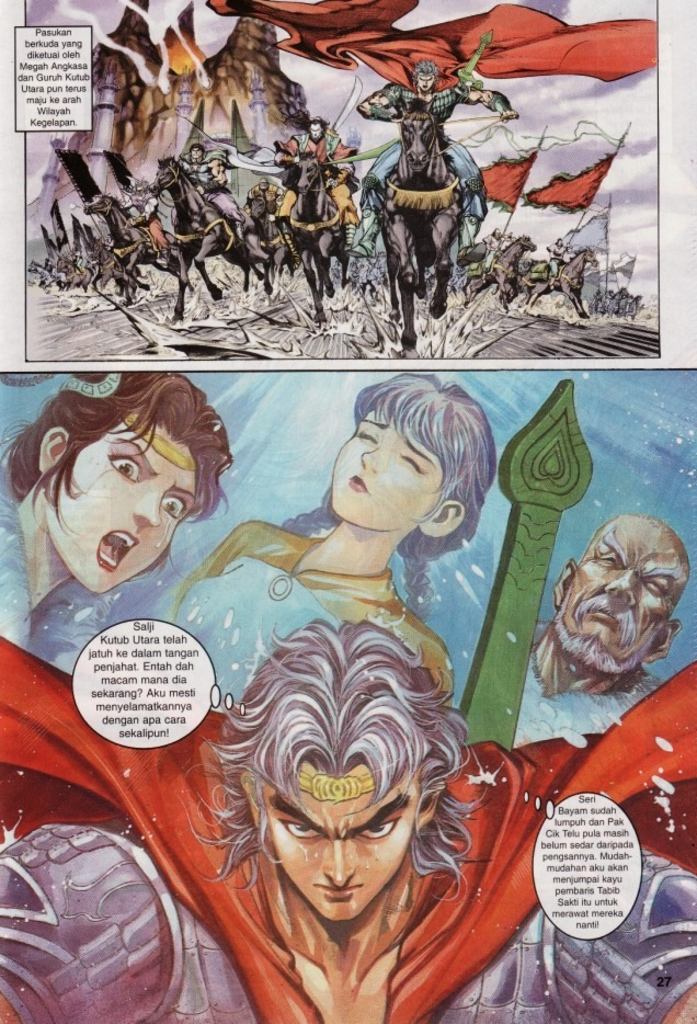 Pasukan
berkuda yang
diketuai oleh
Megah Angkasa
dan Guruh Kutub
Utara pun terus
maju ke arah
Wilayah
Kegelapan.
Salji
Kutub Utara telah
jatuh ke dalam tangan
penjahat. Entah dah
macam mana dia
sekarang? Aku mesti
menyelamatkannya
dengan apa cara
sekalipun!
Seri
Bayam sudah
lumpuh dan Pak
Cik Telu pula masih
belum sedar daripada
pengsannya. Mudah-
mudahan aku akan
menjumpai kayu
pembaris Tabib
Sakti itu untuk
merawat mereka
nanti!
27